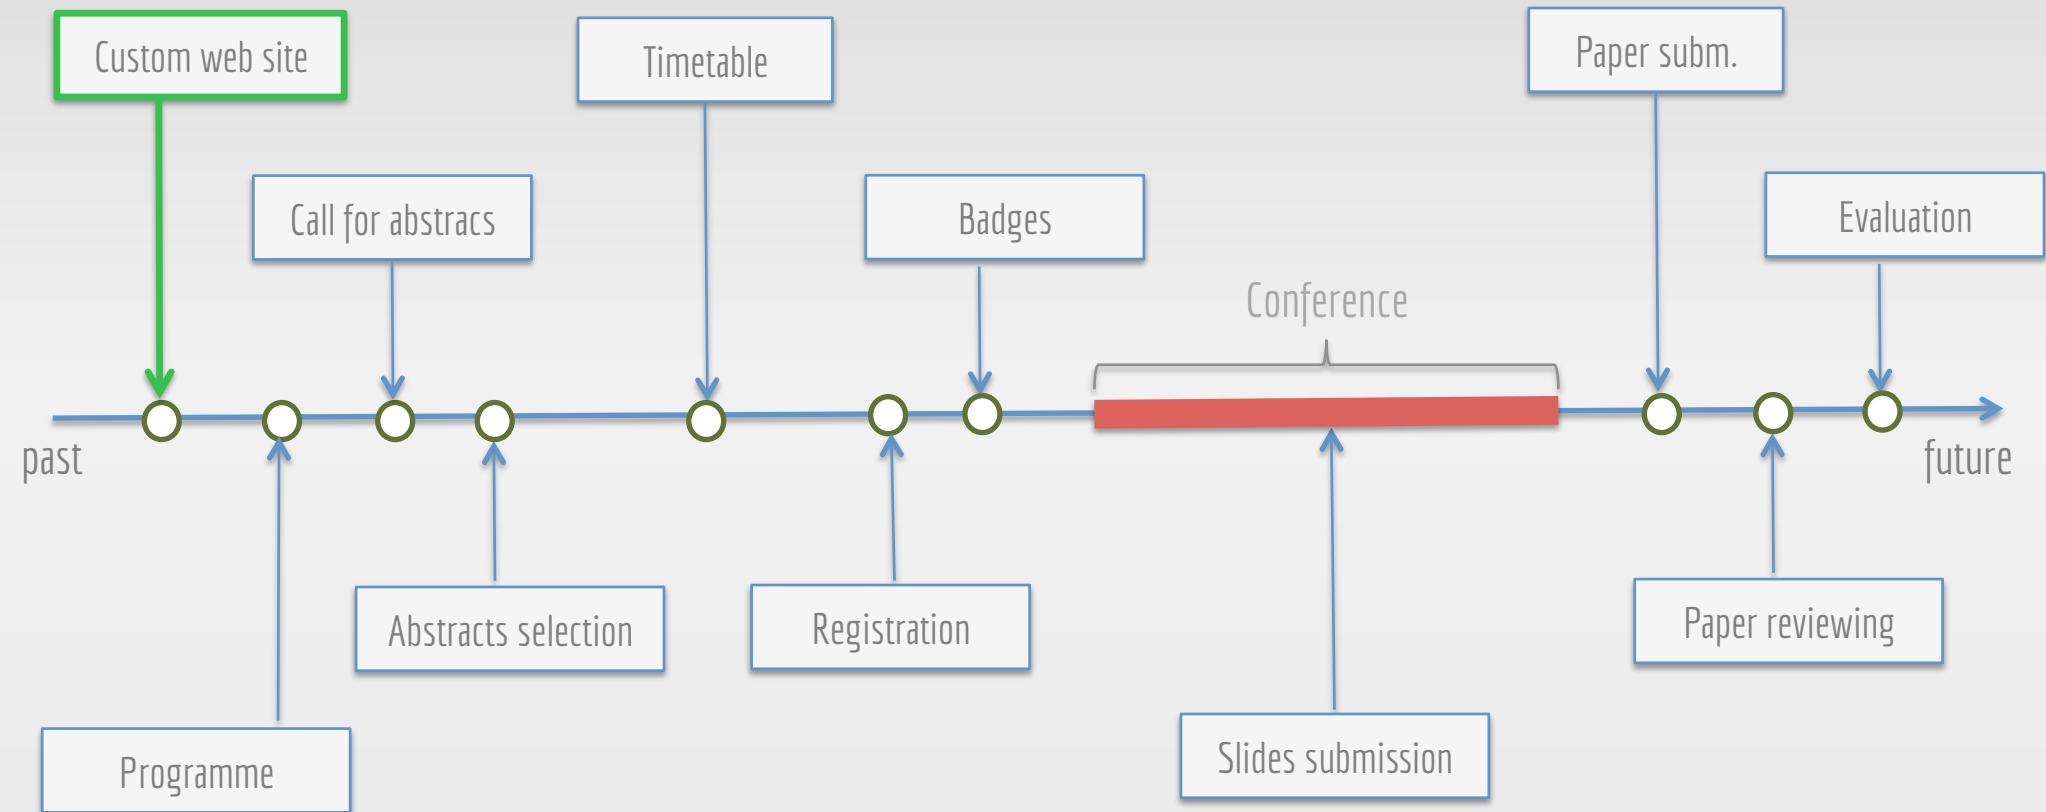 Custom web site
Timetable
Paper subm.
Call for abstracs
Badges
Evaluation
Conference
past
future
Abstracts selection
Registration
Paper reviewing
Programme
Slides submission